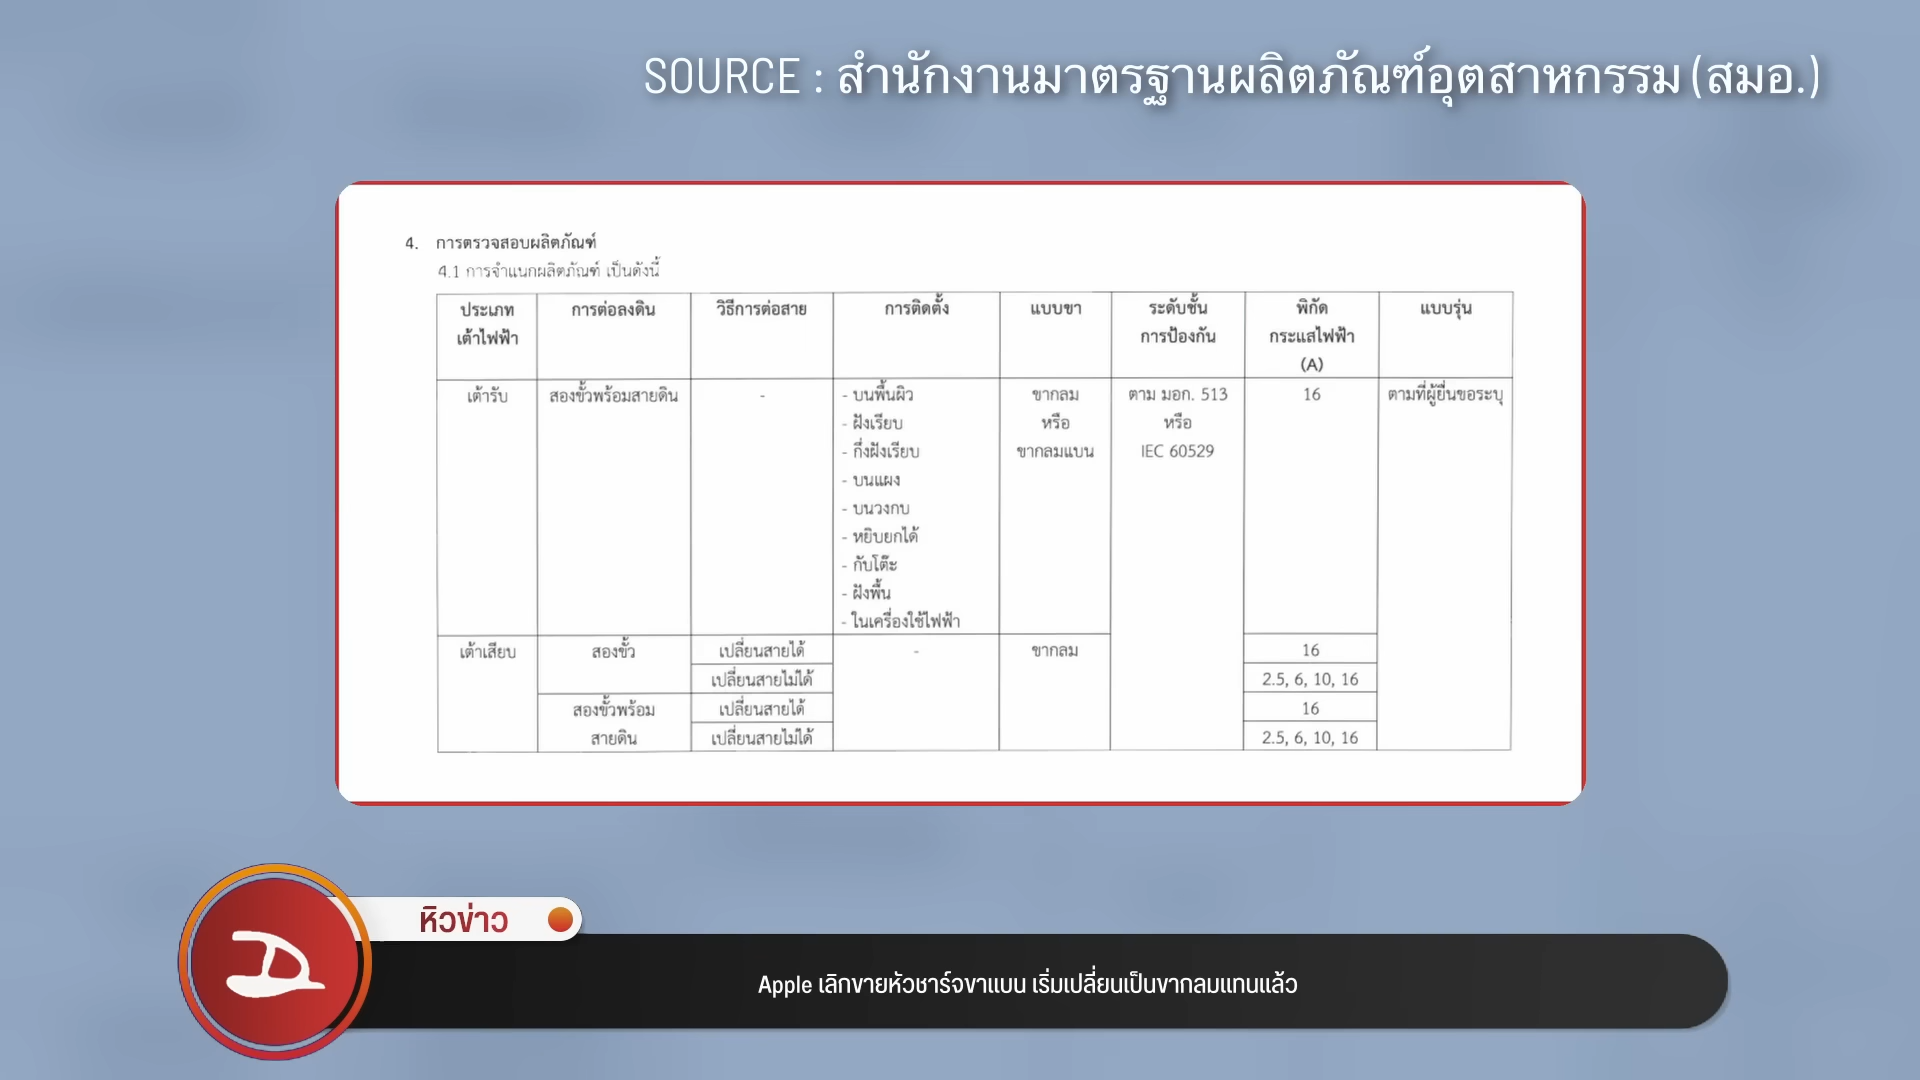 SOURCE : สำนักงานมาตรฐานผลิตภัณฑ์อุตสาหกรรม (สมอ.)
4. การตรวจสอบผลิตภัณฑ์
4.1 การจำแนกผลิตภัณฑ์ เป็นดังนี้
ประเภท การต่อลงดิน วิธีการต่อสาย การติดตั้ง แบบขา ระดับชั้น พิกัด แบบรุ่น
เต้าไฟฟ้า การป้องกัน กระแสไฟฟ้า
(A)
เต้ารับ สองขั้วพร้อมสายดิน - - บนพื้นผิว ขากลม ตาม มอก. 513 16 ตามที่ผู้ยื่นขอระบุ
- ฝังเรียบ หรือ หรือ
- กึ่งฝังเรียบ ขากลมแบน IEC 60529
- บนแผง
- บนวงกบ
- หยิบยกได้
- กับโต๊ะ
- ฝังพื้น
- ในเครื่องใช้ไฟฟ้า
เต้าเสียบ สองขั้ว เปลี่ยนสายได้ - ขากลม 16
เปลี่ยนสายไม่ได้ 2.5, 6, 10, 16
สองขั้วพร้อม เปลี่ยนสายได้ 16
สายดิน เปลี่ยนสายไม่ได้ 2.5, 6, 10, 16
หิวข่าว
Apple เลิกขายหัวชาร์จขาแบน เริ่มเปลี่ยนเป็นขากลมแทนแล้ว